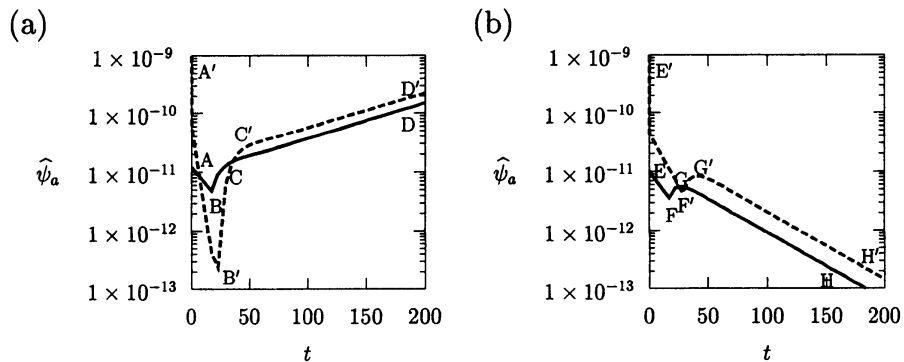 (a)
1 × 10⁻⁹
1 × 10⁻¹⁰
1 × 10⁻¹¹
1 × 10⁻¹²
1 × 10⁻¹³
ψ̂ₐ
A′
A
B
B′
C′
C
D′
D
0 50 100 150 200
t
(b)
1 × 10⁻⁹
1 × 10⁻¹⁰
1 × 10⁻¹¹
1 × 10⁻¹²
1 × 10⁻¹³
ψ̂ₐ
E′
E
F
G
F′
G′
H′
H
0 50 100 150 200
t